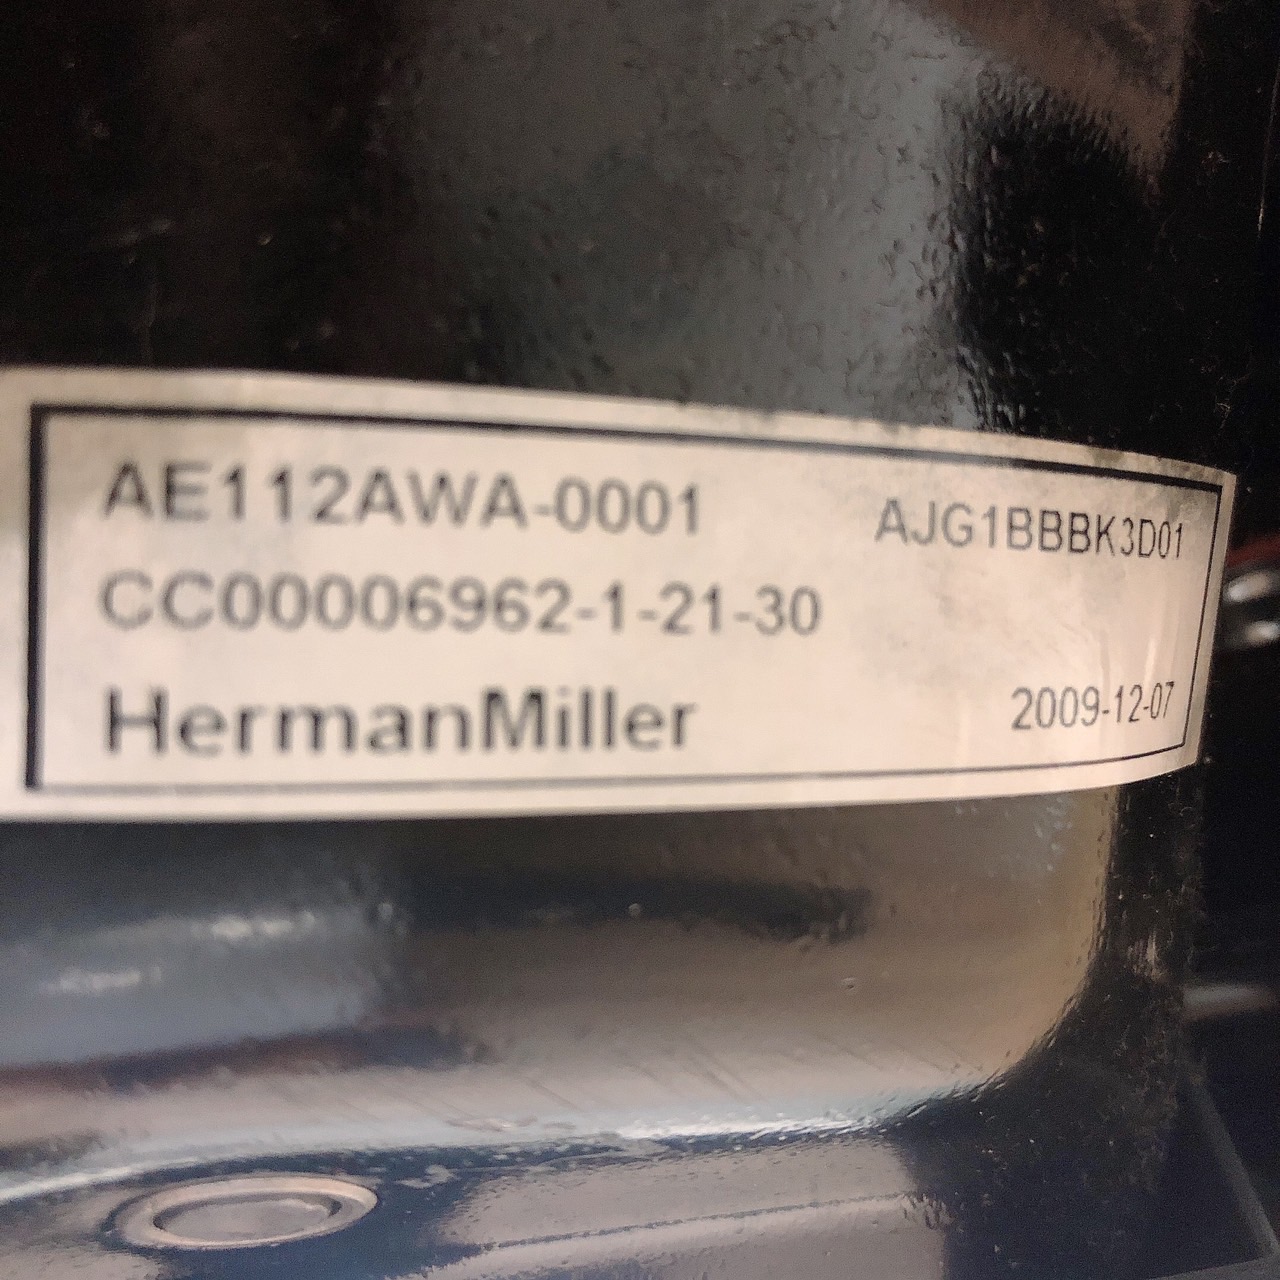 AE112AWA-0001 AJG1BBBK3D01
CC00006962-1-21-30
HermanMiller 2009-12-07